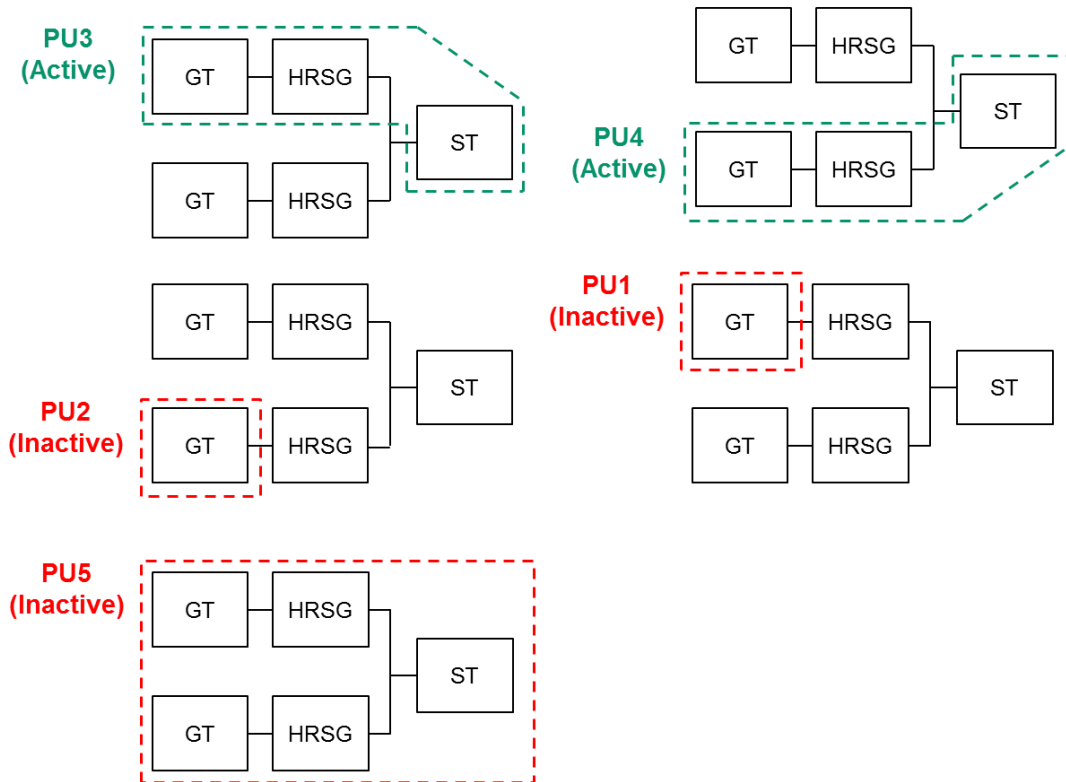 PU3
(Active)
GT
HRSG
ST
GT
HRSG
GT
HRSG
ST
PU4
(Active)
GT
HRSG
GT
HRSG
ST
PU2
(Inactive)
GT
HRSG
PU1
(Inactive)
GT
HRSG
ST
GT
HRSG
PU5
(Inactive)
GT
HRSG
ST
GT
HRSG